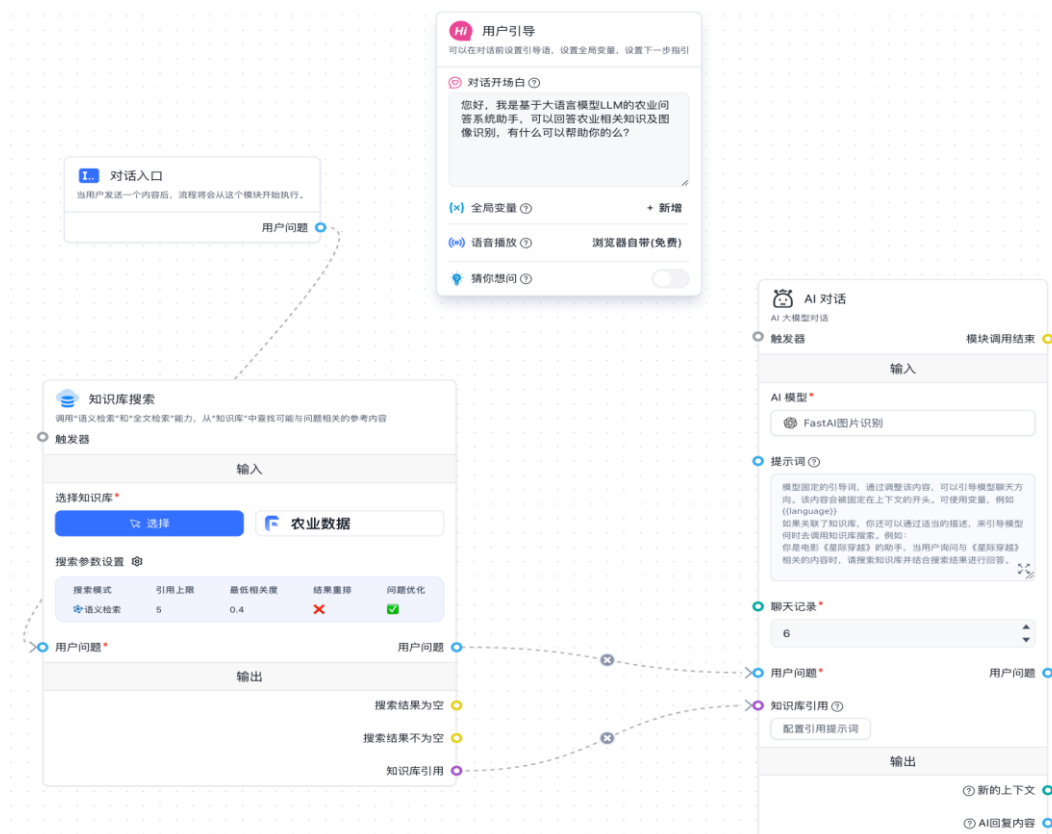 Hi 用户引导
可以在对话前设置引导语,设置全局变量,设置下一步指引
对话开场白
您好,我是基于大语言模型LLM的农业问
答系统助手,可以回答农业相关知识及图
像识别,有什么可以帮助你的么?
{×} 全局变量 + 新增
语音播放 浏览器自带(免费)
猜你想问
I.. 对话入口
当用户发送一个内容后,流程将会从这个模块开始执行。
用户问题
知识库搜索
调用“语义检索”和“全文检索”能力,从“知识库”中查找可能与问题相关的参考内容
触发器
输入
选择知识库*
选择 农业数据
搜索参数设置
搜索模式 引用上限 最低相关度 结果重排 问题优化
语义检索 5 0.4
用户问题* 用户问题
输出
搜索结果为空
搜索结果不为空
知识库引用
AI 对话
AI 大模型对话
触发器 模块调用结束
输入
AI 模型*
FastAI图片识别
提示词
模型固定的引导词,通过调整该内容,可以引导模型聊天方
向。该内容会被固定在上下文的开头。可使用变量,例如
{{language}}
如果关联了知识库,你还可以通过适当的描述,来引导模型
何时去调用知识库搜索。例如:
你是电影《星际穿越》的助手,当用户询问与《星际穿越》
相关的内容时,请搜索知识库并结合搜索结果进行回答。
聊天记录*
6
用户问题* 用户问题
知识库引用
配置引用提示词
输出
新的上下文
AI回复内容